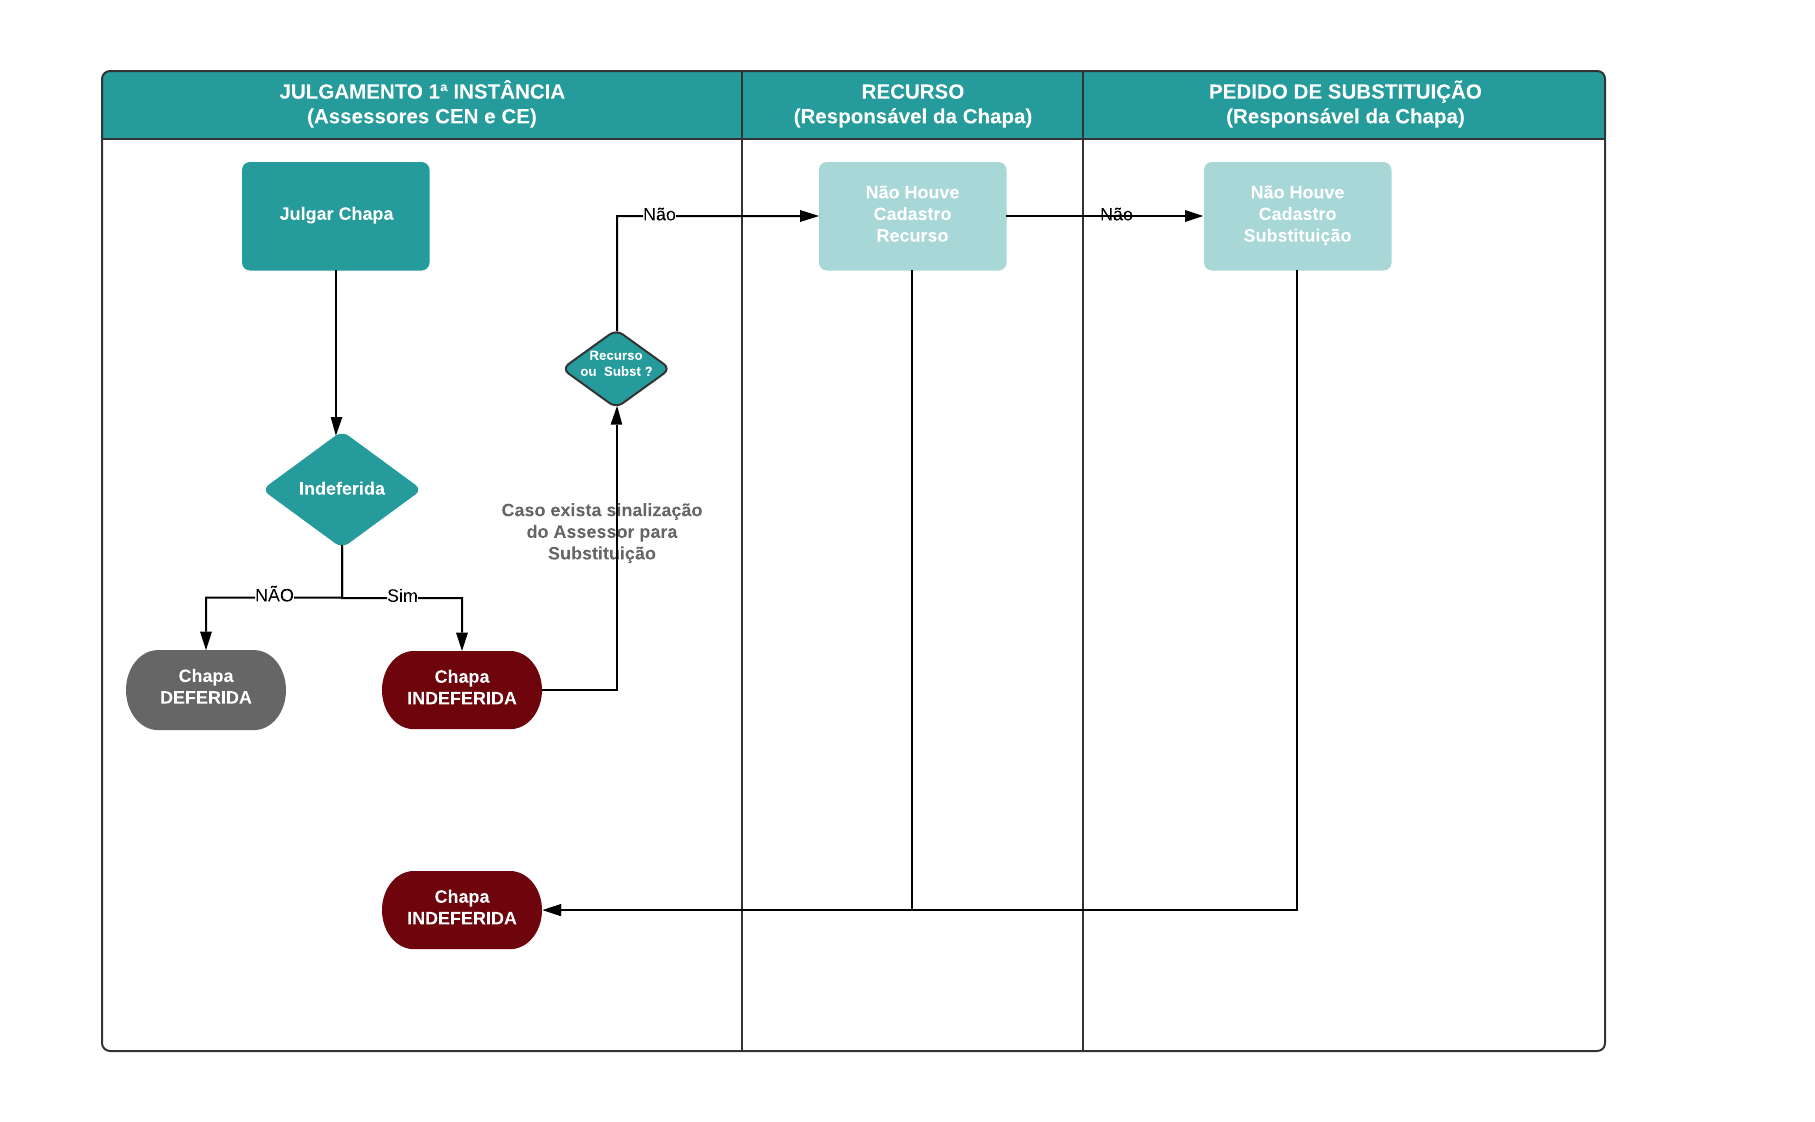 JULGAMENTO 1ª INSTÂNCIA
(Assessores CEN e CE)
RECURSO
(Responsável da Chapa)
PEDIDO DE SUBSTITUIÇÃO
(Responsável da Chapa)
Julgar Chapa
Não
Não Houve
Cadastro
Recurso
Não
Não Houve
Cadastro
Substituição
Recurso
ou Subst ?
Indeferida
Caso exista sinalização
do Assessor para
Substituição
NÃO
Sim
Chapa
DEFERIDA
Chapa
INDEFERIDA
Chapa
INDEFERIDA